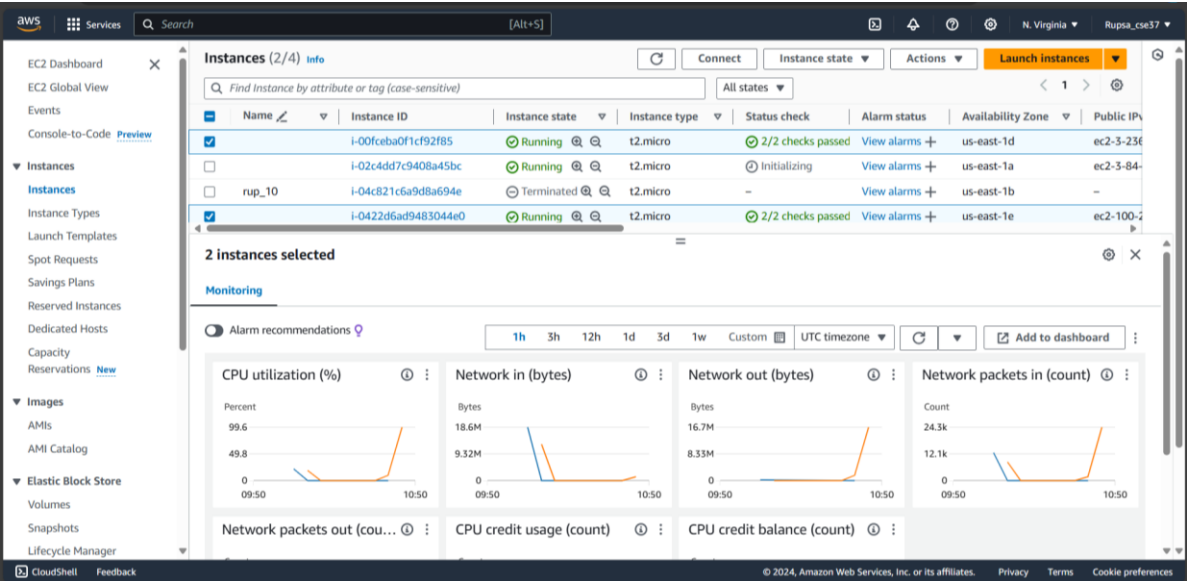 aws Services Search [Alt+S] N. Virginia Rupsa_cse37
EC2 Dashboard
EC2 Global View
Events
Console-to-Code Preview
Instances
Instances
Instance Types
Launch Templates
Spot Requests
Savings Plans
Reserved Instances
Dedicated Hosts
Capacity
Reservations New
Images
AMIs
AMI Catalog
Elastic Block Store
Volumes
Snapshots
Lifecycle Manager
Instances (2/4) Info Connect Instance state Actions Launch instances
Find Instance by attribute or tag (case-sensitive) All states 1
Name Instance ID Instance state Instance type Status check Alarm status Availability Zone Public IPv
i-00fceba0f1cf92f85 Running t2.micro 2/2 checks passed View alarms + us-east-1d ec2-3-236
i-02c4dd7c9408a45bc Running t2.micro Initializing View alarms + us-east-1a ec2-3-84-
rup_10 i-04c821c6a9d8a694e Terminated t2.micro – View alarms + us-east-1b –
i-0422d6ad9483044e0 Running t2.micro 2/2 checks passed View alarms + us-east-1e ec2-100-2
2 instances selected
Monitoring
Alarm recommendations 1h 3h 12h 1d 3d 1w Custom UTC timezone Add to dashboard
CPU utilization (%)
Percent
99.6
49.8
0
09:50 10:50
Network in (bytes)
Bytes
18.6M
9.32M
0
09:50 10:50
Network out (bytes)
Bytes
16.7M
8.33M
0
09:50 10:50
Network packets in (count)
Count
24.3k
12.1k
0
09:50 10:50
Network packets out (cou...
CPU credit usage (count)
CPU credit balance (count)
CloudShell Feedback © 2024, Amazon Web Services, Inc. or its affiliates. Privacy Terms Cookie preferences